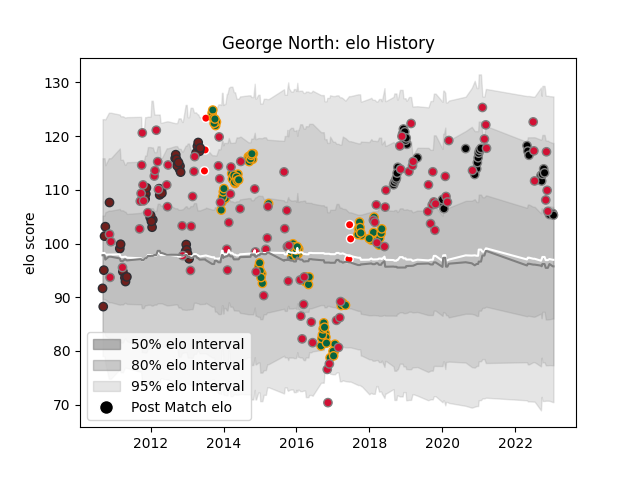 George North: elo History
130
120
110
100
90
80
70
elo score
50% elo Interval
80% elo Interval
95% elo Interval
Post Match elo
2012
2014
2016
2018
2020
2022